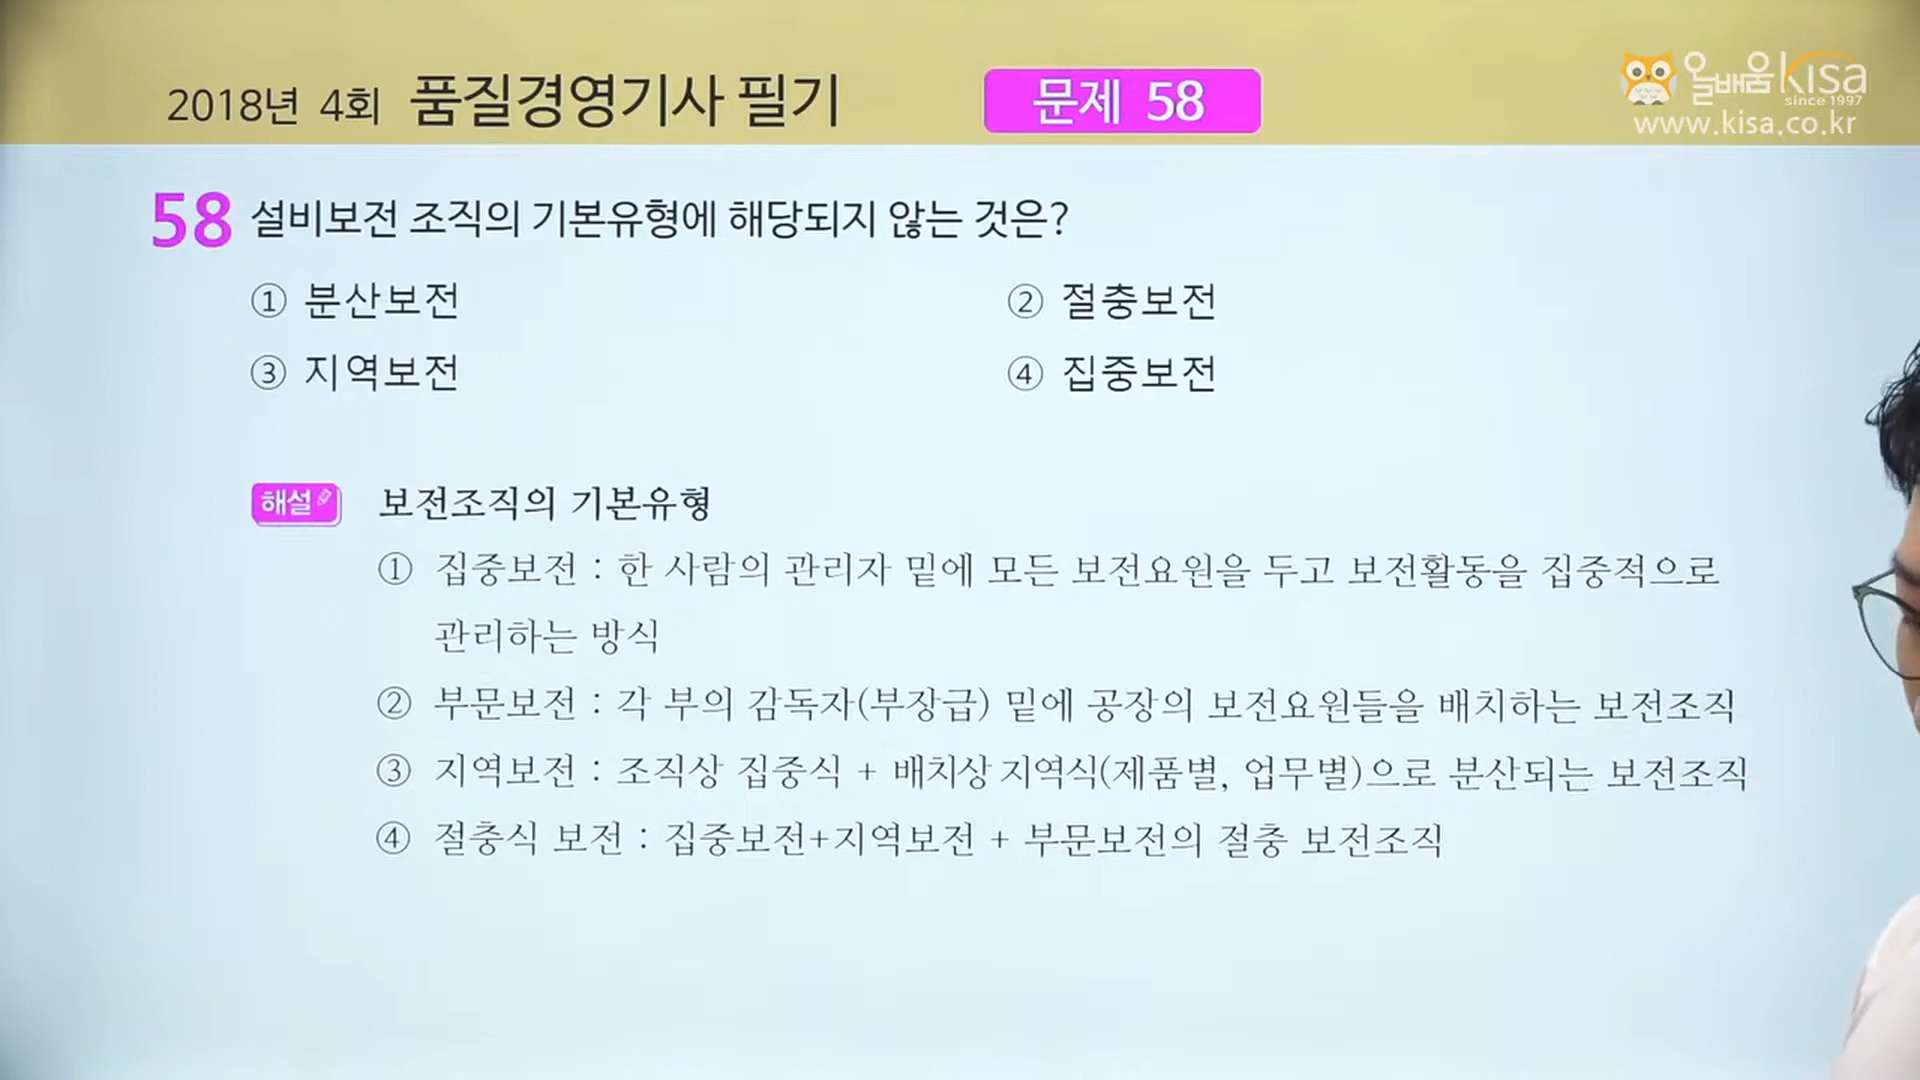 2018년 4회 품질경영기사 필기 문제 58
올배움 kisa
since 1997
www.kisa.co.kr
58 설비보전 조직의 기본유형에 해당되지 않는 것은?
① 분산보전 ② 절충보전
③ 지역보전 ④ 집중보전
해설 보전조직의 기본유형
① 집중보전 : 한 사람의 관리자 밑에 모든 보전요원을 두고 보전활동을 집중적으로
관리하는 방식
② 부문보전 : 각 부의 감독자(부장급) 밑에 공장의 보전요원들을 배치하는 보전조직
③ 지역보전 : 조직상 집중식 + 배치상 지역식(제품별, 업무별)으로 분산되는 보전조직
④ 절충식 보전 : 집중보전+지역보전 + 부문보전의 절충 보전조직